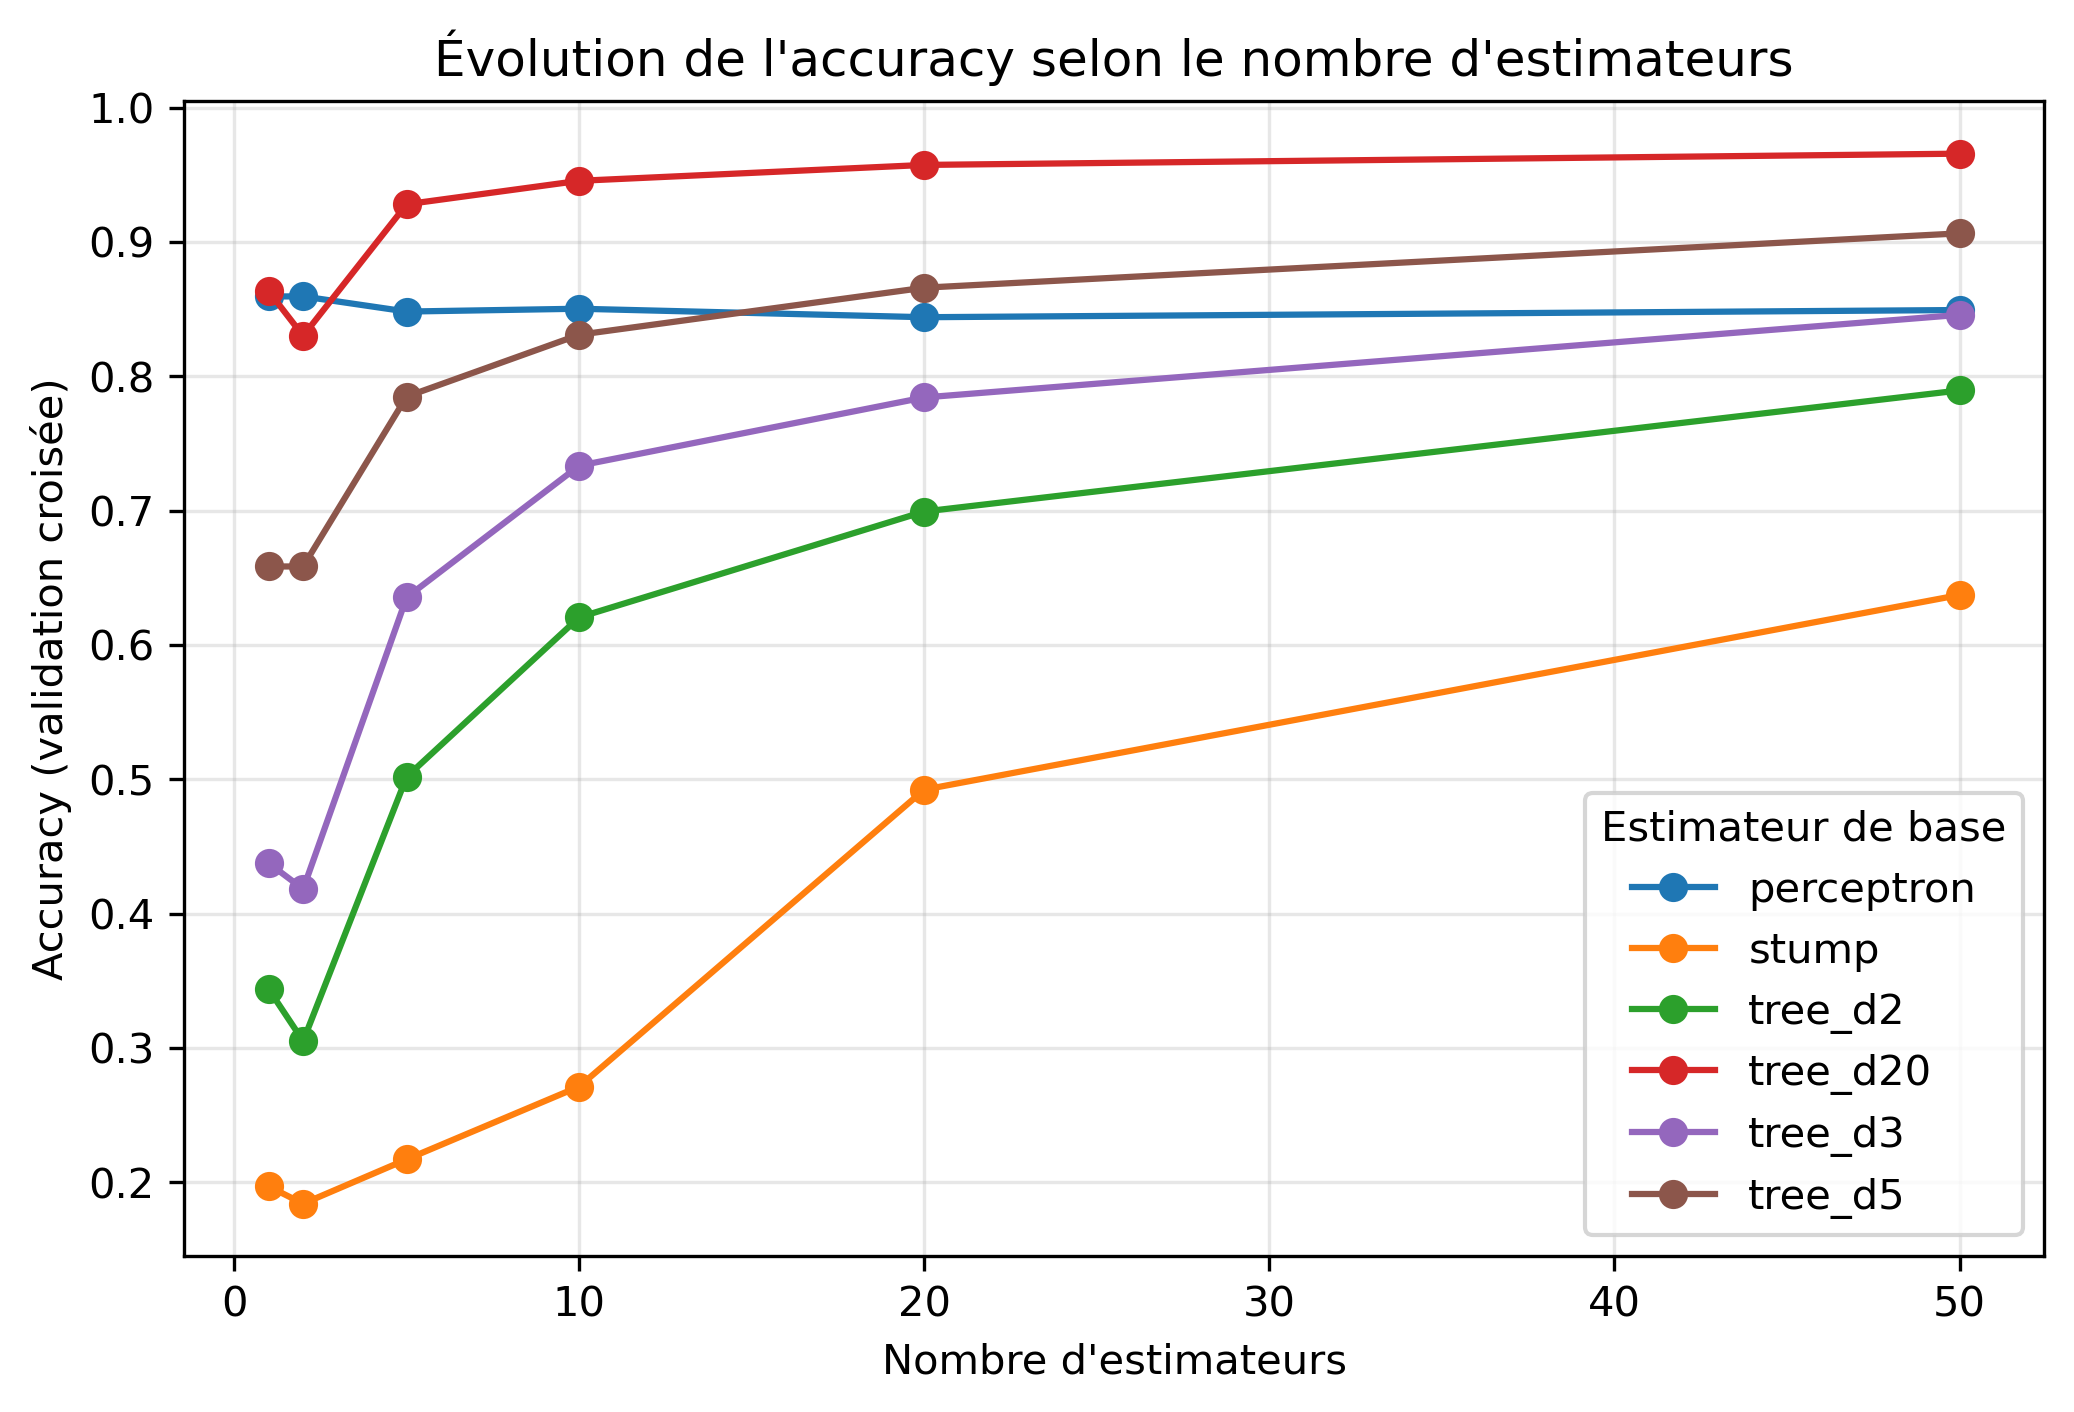 Évolution de l'accuracy selon le nombre d'estimateurs
Accuracy (validation croisée)
1.0
0.9
0.8
0.7
0.6
0.5
0.4
0.3
0.2
Estimateur de base
perceptron
stump
tree_d2
tree_d20
tree_d3
tree_d5
0 10 20 30 40 50
Nombre d'estimateurs